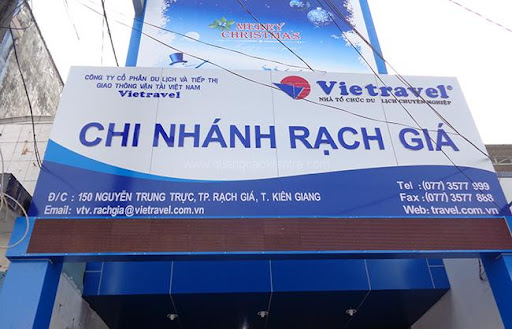 MERRY
CHRISTMAS
CÔNG TY CỔ PHẦN DU LỊCH VÀ TIẾP THỊ
GIAO THÔNG VẬN TẢI VIỆT NAM
Vietravel
Vietravel®
NHÀ TỔ CHỨC DU LỊCH CHUYÊN NGHIỆP
CHI NHÁNH RẠCH GIÁ
Đ/C : 150 NGUYỄN TRUNG TRỰC, TP. RẠCH GIÁ, T. KIÊN GIANG
Email: vtv.rachgia@vietravel.com.vn
Tel : (077) 3577 999
Fax : (077) 3577 888
Web: travel.com.vn